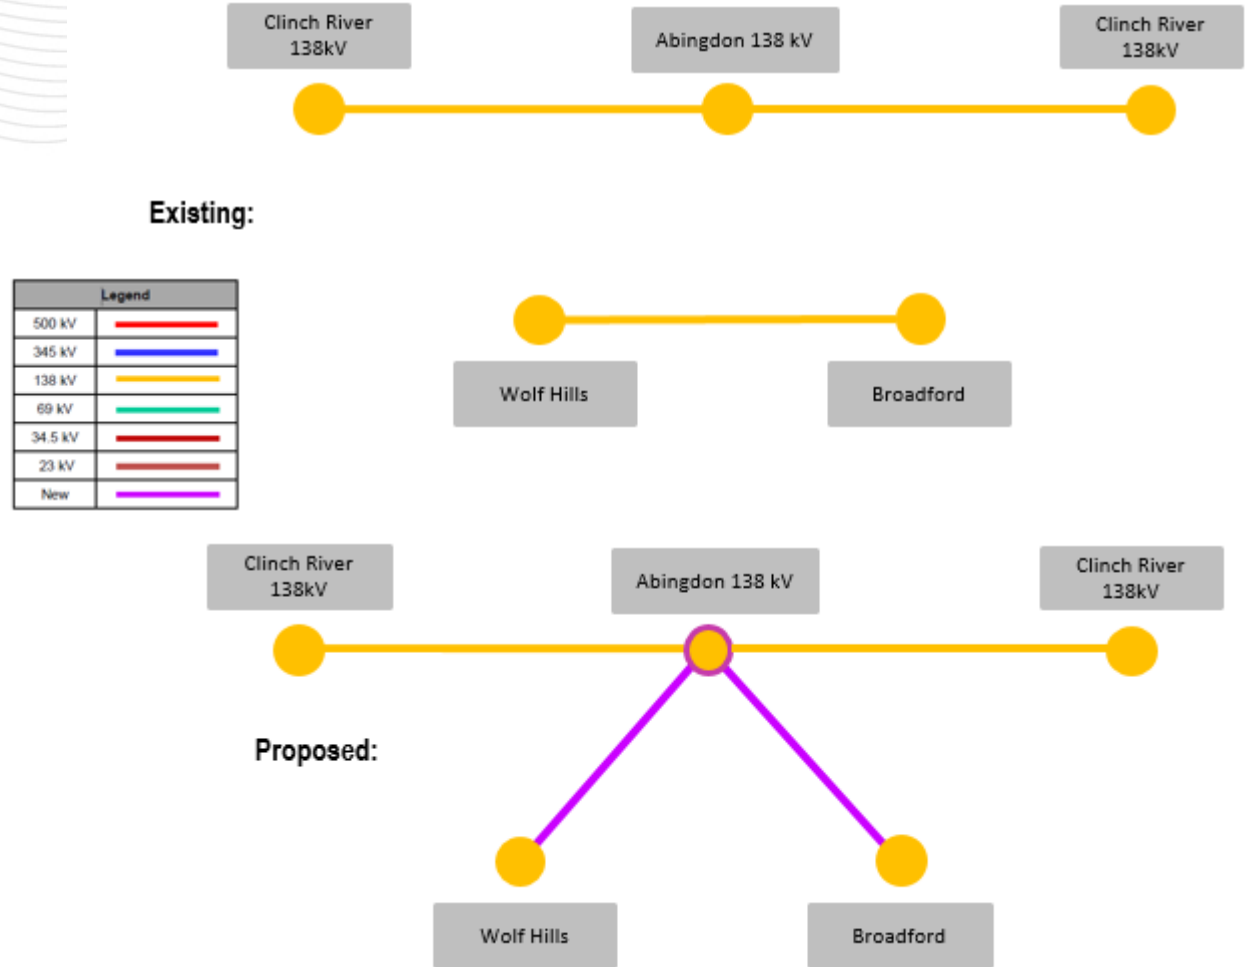 Clinch River
138kV
Abingdon 138 kV
Clinch River
138kV
Existing:
Legend
500 kV
345 kV
138 kV
69 kV
34.5 kV
23 kV
New
Wolf Hills
Broadford
Clinch River
138kV
Abingdon 138 kV
Clinch River
138kV
Proposed:
Wolf Hills
Broadford